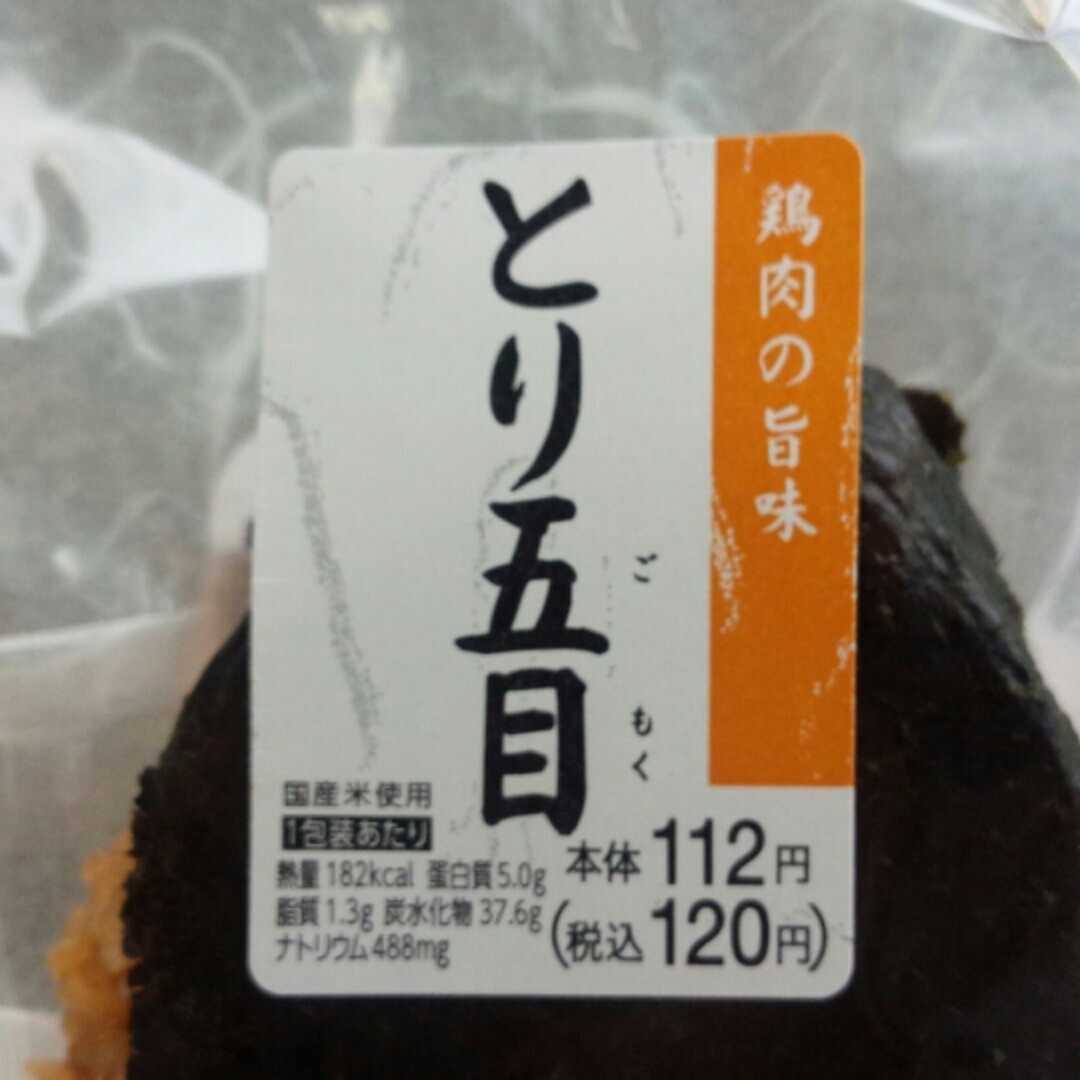 鶏肉の旨味
とり五目
ごもく
国産米使用
1包装あたり
熱量 182kcal 蛋白質 5.0g
脂質 1.3g 炭水化物 37.6g
ナトリウム 488mg
本体 112円
(税込 120円)